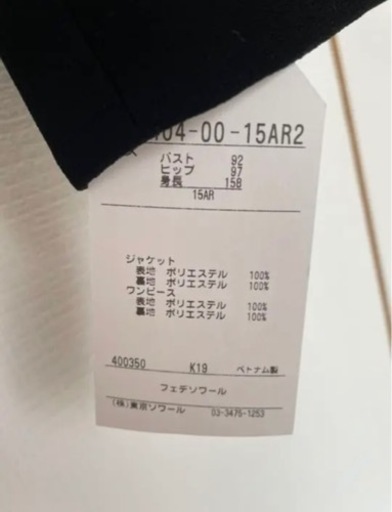 104-00-15AR2
バスト 92
ヒップ 97
身長 158
15AR
ジャケット
表地 ポリエステル 100%
裏地 ポリエステル 100%
ワンピース
表地 ポリエステル 100%
裏地 ポリエステル 100%
400350 K19 ベトナム製
フェデソワール
(株)東京ソワール 03-3475-1253